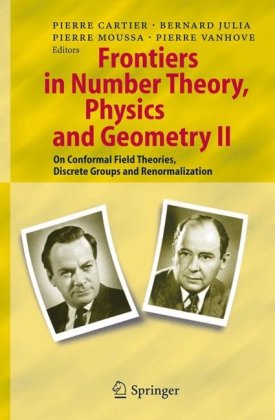 PIERRE CARTIER · BERNARD JULIA
PIERRE MOUSSA · PIERRE VANHOVE
Editors
Frontiers
in Number Theory,
Physics
and Geometry II
On Conformal Field Theories,
Discrete Groups and Renormalization
Springer